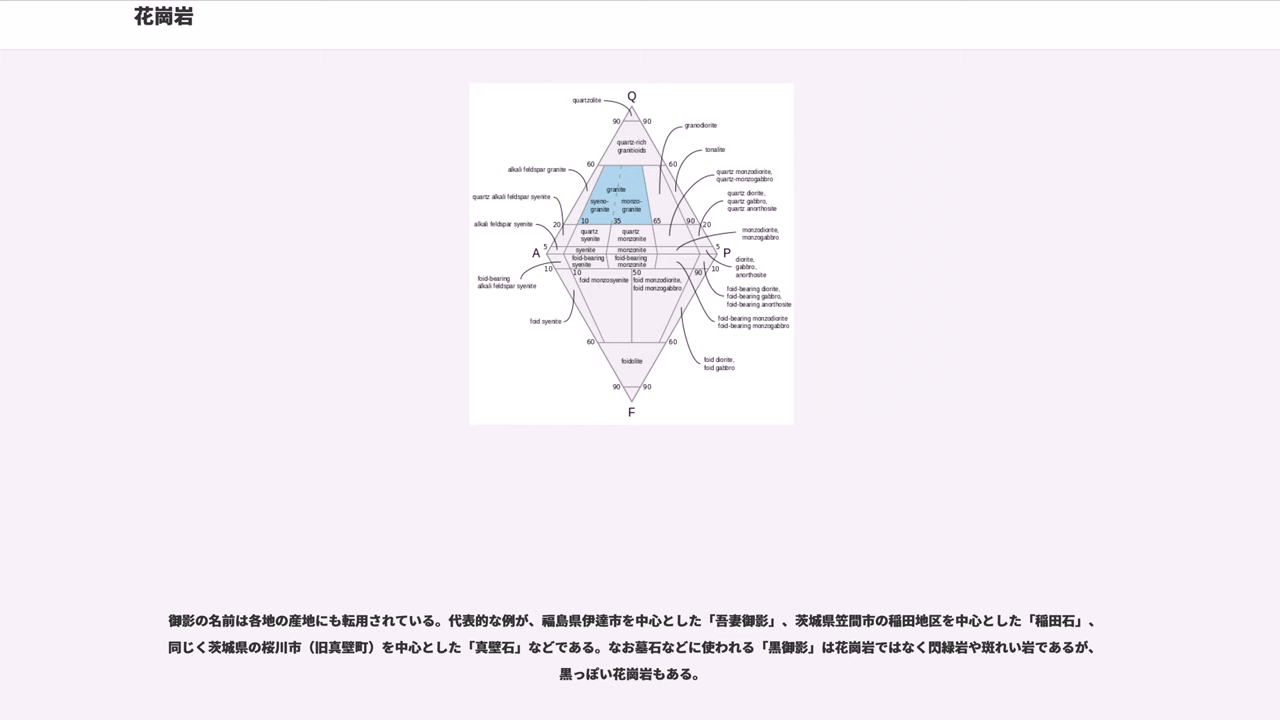 花崗岩
Q
quartzolite
90
90
granodiorite
quartz-rich
granitioids
tonalite
60
60
alkali feldspar granite
quartz monzodiorite,
quartz-monzogabbro
granite
quartz alkali feldspar syenite
quartz diorite,
quartz gabbro,
quartz anorthosite
syeno-
granite
monzo-
granite
20
10
35
65
90
20
alkali feldspar syenite
quartz
syenite
quartz
monzonite
monzodiorite,
monzogabbro
5
syenite
monzonite
5
A
P
foid-bearing
syenite
foid-bearing
monzonite
diorite,
gabbro,
anorthosite
10
10
50
90
10
foid-bearing
alkali feldspar syenite
foid monzosyenite
foid monzodiorite,
foid monzogabbro
foid-bearing diorite,
foid-bearing gabbro,
foid-bearing anorthosite
foid syenite
foid-bearing monzodiorite
foid-bearing monzogabbro
60
60
foidolite
foid diorite,
foid gabbro
90
90
F
御影の名前は各地の産地にも転用されている。代表的な例が、福島県伊達市を中心とした「吾妻御影」、茨城県笠間市の稲田地区を中心とした「稲田石」、
同じく茨城県の桜川市（旧真壁町）を中心とした「真壁石」などである。なお墓石などに使われる「黒御影」は花崗岩ではなく閃緑岩や斑れい岩であるが、
黒っぽい花崗岩もある。